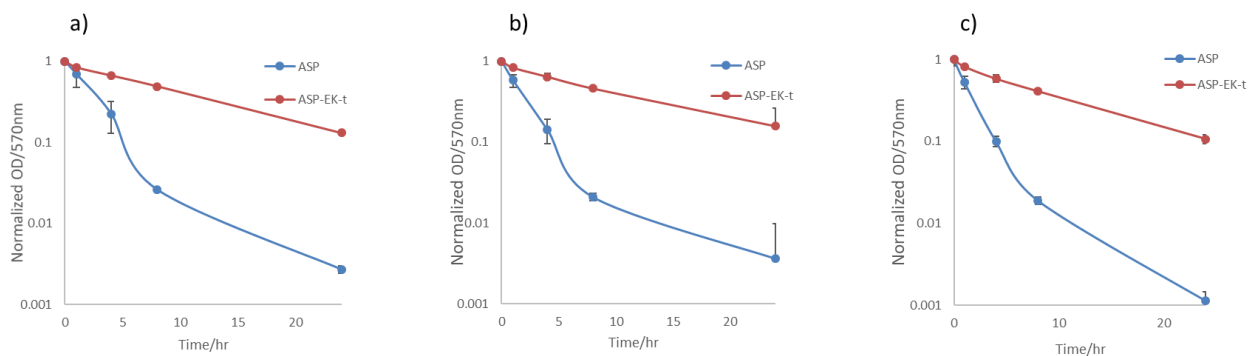 a)
Normalized OD/570nm
1
0.1
0.01
0.001
0
5
10
15
20
Time/hr
ASP
ASP-EK-t
b)
Normalized OD/570nm
1
0.1
0.01
0.001
0
5
10
15
20
Time/hr
ASP
ASP-EK-t
c)
Normalized OD/570nm
1
0.1
0.01
0.001
0
10
20
Time/hr
ASP
ASP-EK-t